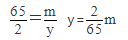 65/2 = m/y   y = 2/65 m